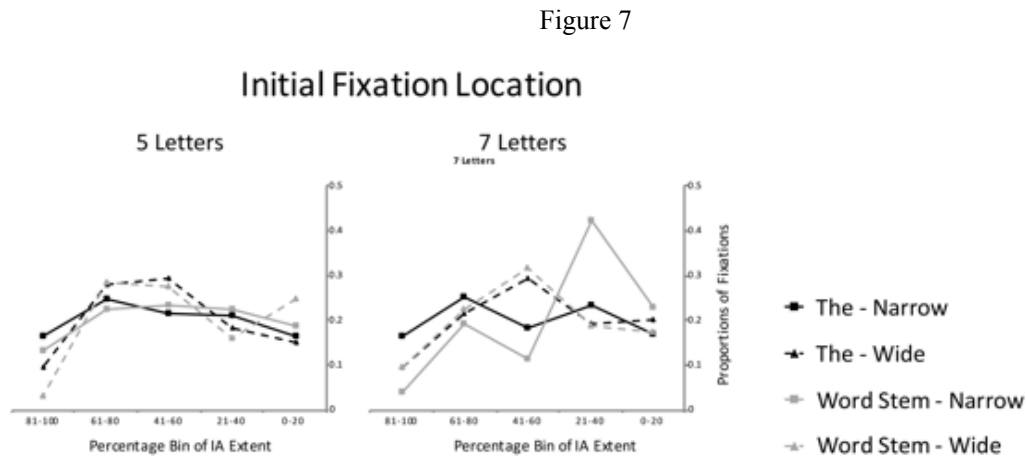 Figure 7
Initial Fixation Location
5 Letters
7 Letters
7 Letters
0.5
0.4
0.3
0.2
0.1
0
81-100 61-80 41-60 21-40 0-20
Percentage Bin of IA Extent
0.5
0.4
0.3
0.2
0.1
0
Proportions of Fixations
81-100 61-80 41-60 21-40 0-20
Percentage Bin of IA Extent
The - Narrow
The - Wide
Word Stem - Narrow
Word Stem - Wide